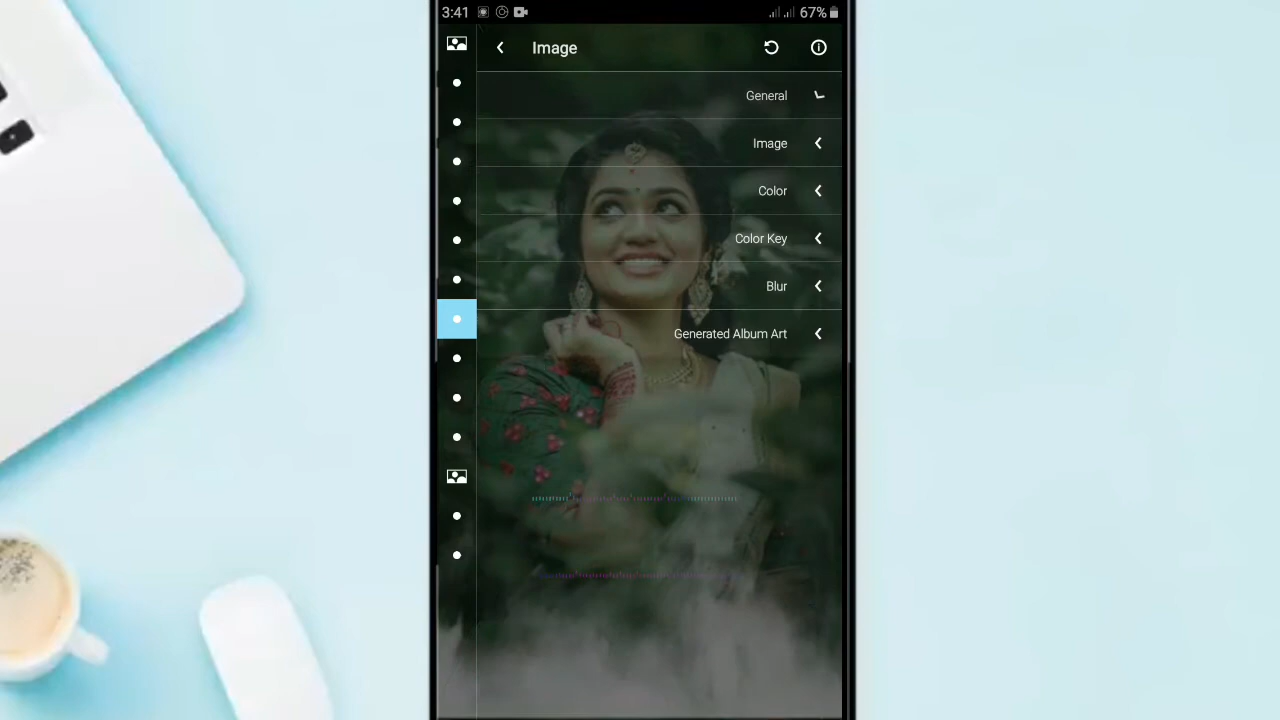 3:41
67%
Image
General
Image
Color
Color Key
Blur
Generated Album Art